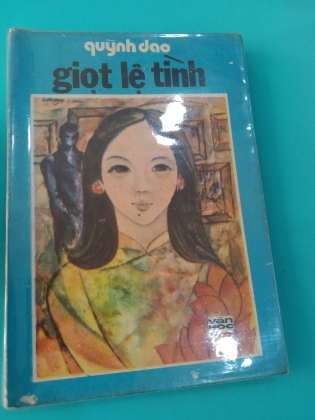 quỳnh dao
giọt lệ tình
văn
học